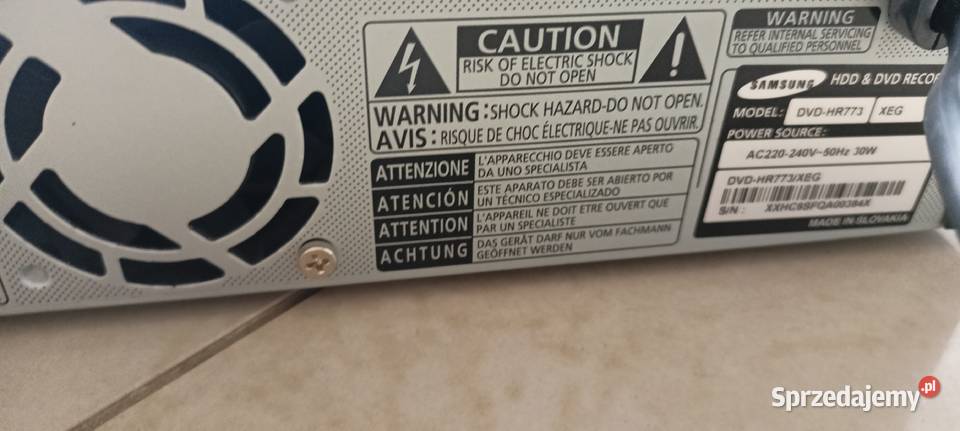 CAUTION
RISK OF ELECTRIC SHOCK
DO NOT OPEN
WARNING : SHOCK HAZARD-DO NOT OPEN.
AVIS : RISQUE DE CHOC ÉLECTRIQUE-NE PAS OUVRIR.
ATTENZIONE L'APPARECCHIO DEVE ESSERE APERTO
DA UNO SPECIALISTA
ATENCIÓN ESTE APARATO DEBE SER ABIERTO POR
UN TÉCNICO ESPECIALIZADO
ATTENTION L'APPAREIL NE DOIT ETRE OUVERT QUE
PAR UN SPECIALISTE
ACHTUNG DAS GERÄT DARF NUR VOM FACHMANN
GEÖFFNET WERDEN
WARNING
REFER INTERNAL SERVICING
TO QUALIFIED PERSONNEL
SAMSUNG HDD & DVD RECO
MODEL: DVD-HR773 XEG
POWER SOURCE:
AC220-240V~50Hz 30W
DVD-HR773/XEG
S/N :
MADE IN SLOVAKIA
Sprzedajemy.pl